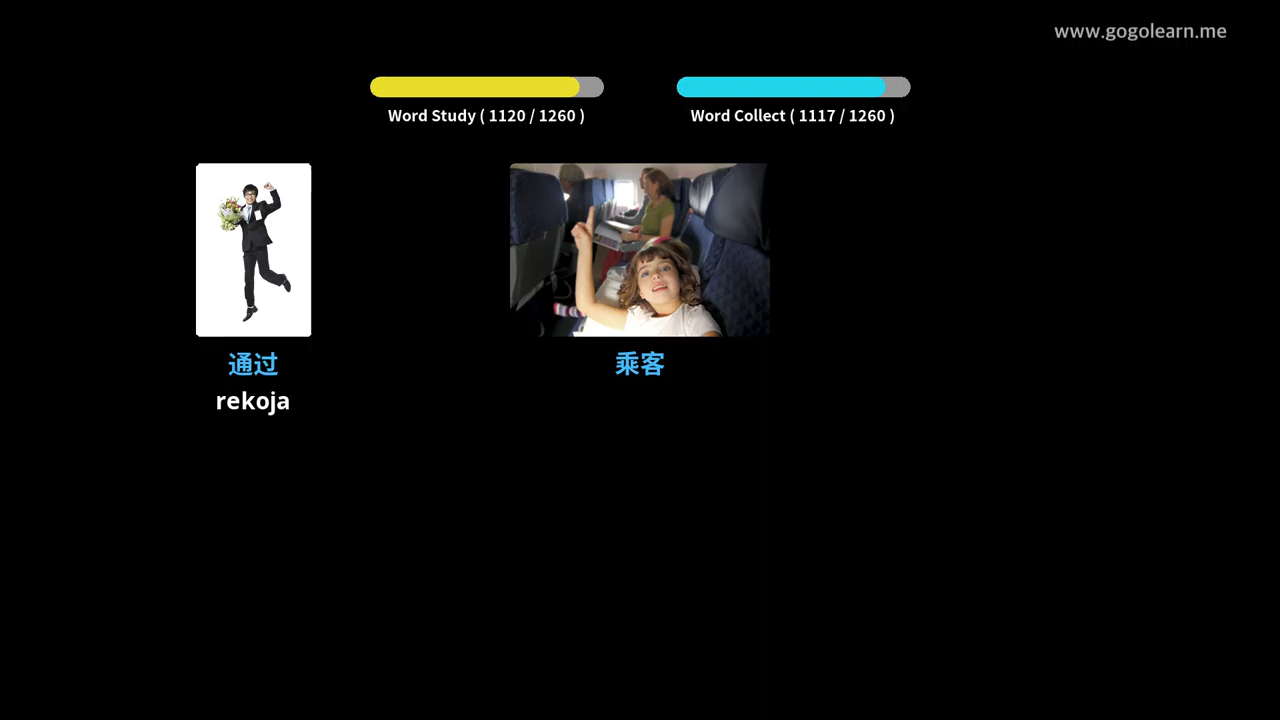 www.gogolearn.me
Word Study ( 1120 / 1260 )
Word Collect ( 1117 / 1260 )
通过
乘客
rekoja